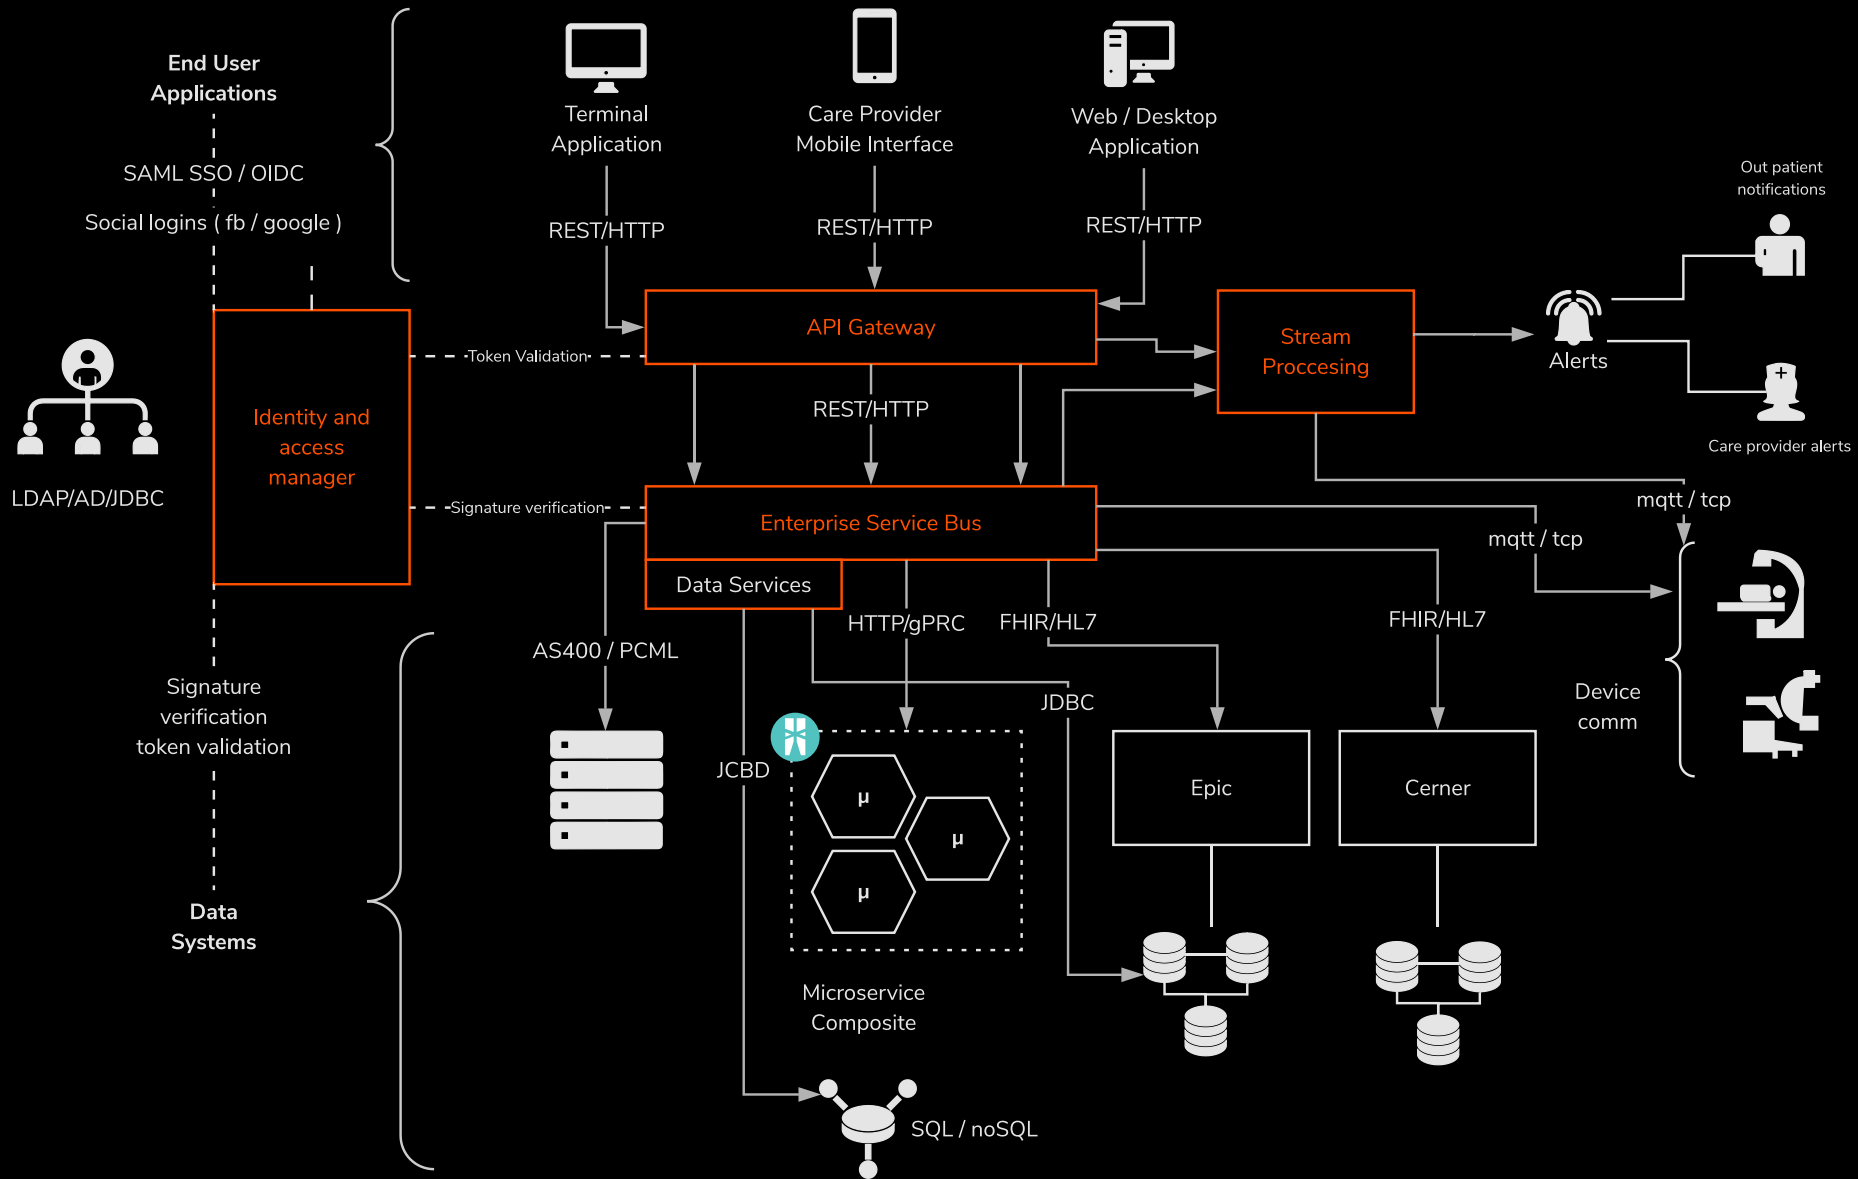 End User
Applications
SAML SSO / OIDC
Social logins ( fb / google )
Terminal
Application
Care Provider
Mobile Interface
Web / Desktop
Application
REST/HTTP
REST/HTTP
REST/HTTP
Out patient
notifications
API Gateway
Stream
Proccesing
Alerts
Token Validation
REST/HTTP
Care provider alerts
Identity and
access
manager
LDAP/AD/JDBC
Signature verification
Enterprise Service Bus
mqtt / tcp
mqtt / tcp
Data Services
HTTP/gPRC
FHIR/HL7
FHIR/HL7
AS400 / PCML
Signature
verification
token validation
JDBC
Device
comm
JCBD
µ
µ
µ
Epic
Cerner
Data
Systems
Microservice
Composite
SQL / noSQL